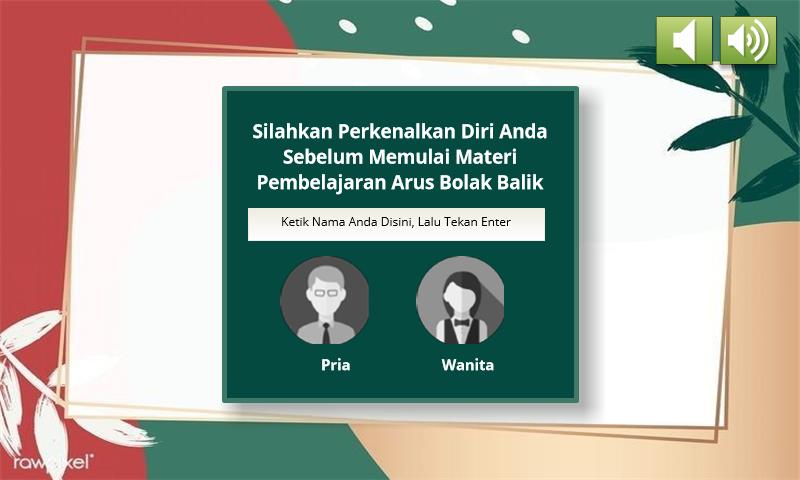 Silahkan Perkenalkan Diri Anda
Sebelum Memulai Materi
Pembelajaran Arus Bolak Balik
Ketik Nama Anda Disini, Lalu Tekan Enter
Pria
Wanita
rawpixel